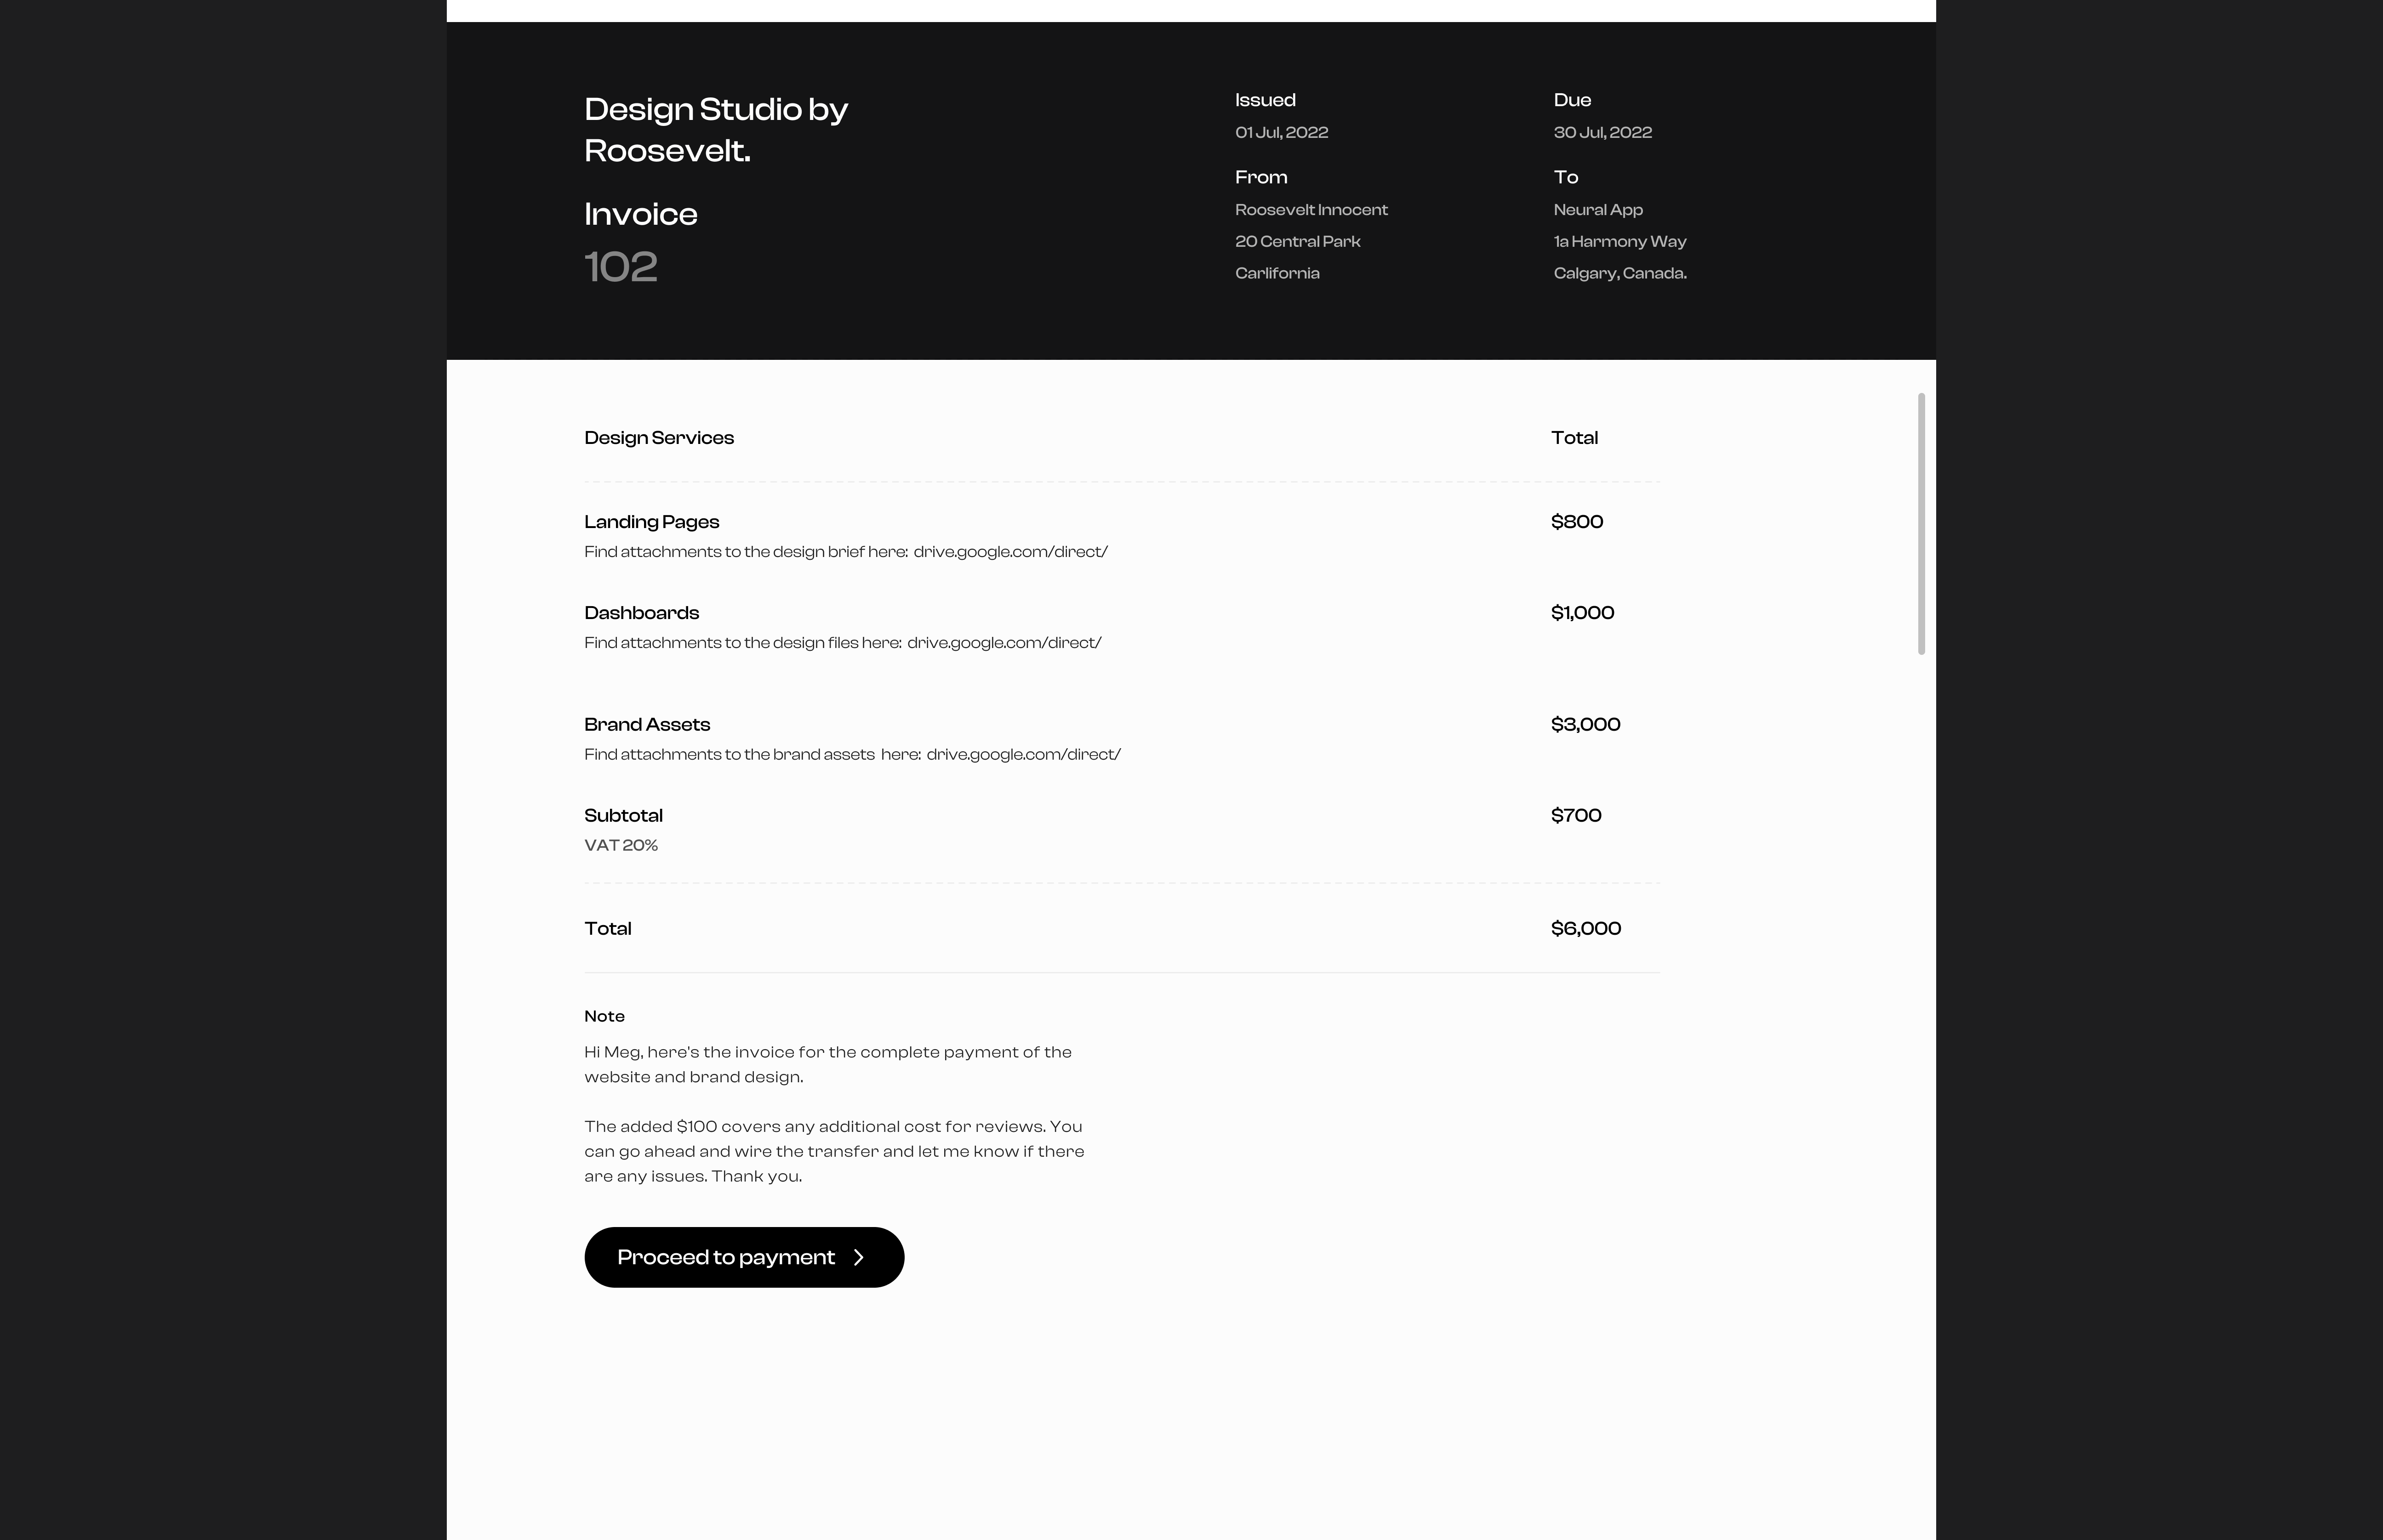 Design Studio by
Roosevelt.
Invoice
102
Issued
01 Jul, 2022
Due
30 Jul, 2022
From
Roosevelt Innocent
20 Central Park
Carlifornia
To
Neural App
1a Harmony Way
Calgary, Canada.
Design Services Total
Landing Pages $800
Find attachments to the design brief here: drive.google.com/direct/
Dashboards $1,000
Find attachments to the design files here: drive.google.com/direct/
Brand Assets $3,000
Find attachments to the brand assets here: drive.google.com/direct/
Subtotal $700
VAT 20%
Total $6,000
Note
Hi Meg, here's the invoice for the complete payment of the
website and brand design.
The added $100 covers any additional cost for reviews. You
can go ahead and wire the transfer and let me know if there
are any issues. Thank you.
Proceed to payment